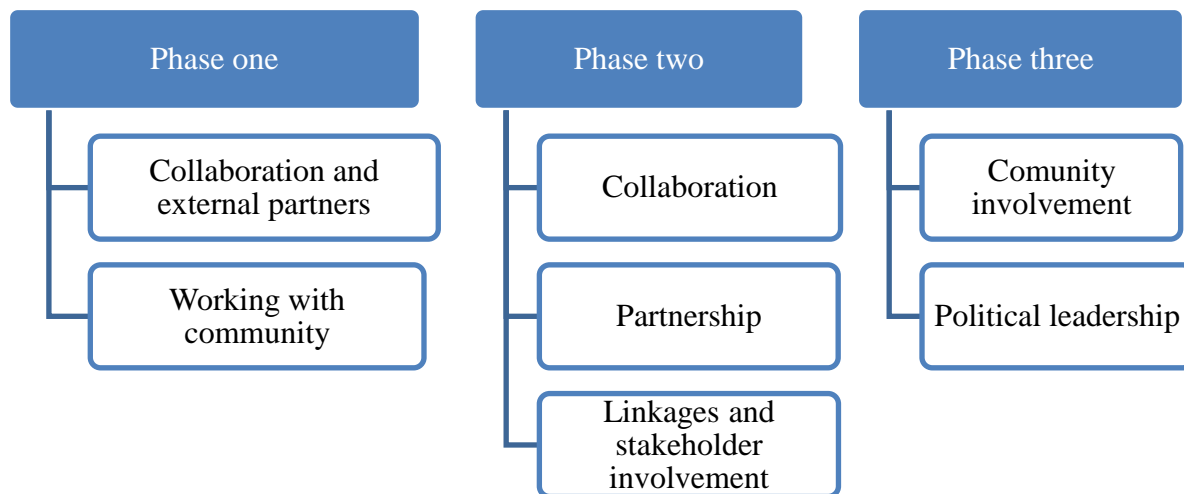 Phase one
Collaboration and
external partners
Working with
community
Phase two
Collaboration
Partnership
Linkages and
stakeholder
involvement
Phase three
Comunity
involvement
Political leadership